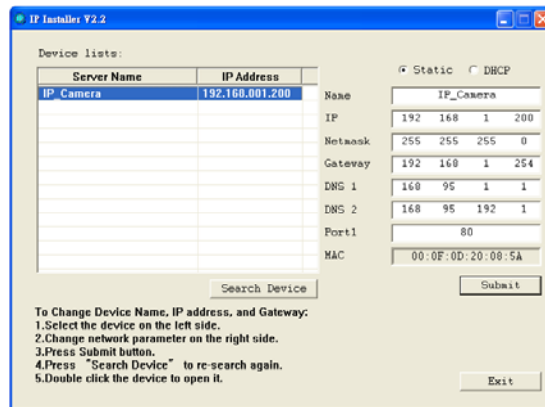 IP Installer V2.2
Device lists:
Server Name IP Address
IP_Camera 192.168.001.200
Static DHCP
Name IP_Camera
IP 192 168 1 200
Netmask 255 255 255 0
Gateway 192 168 1 254
DNS 1 168 95 1 1
DNS 2 168 95 192 1
Port1 80
MAC 00:0F:0D:20:08:5A
Search Device
Submit
To Change Device Name, IP address, and Gateway:
1.Select the device on the left side.
2.Change network parameter on the right side.
3.Press Submit button.
4.Press "Search Device" to re-search again.
5.Double click the device to open it.
Exit